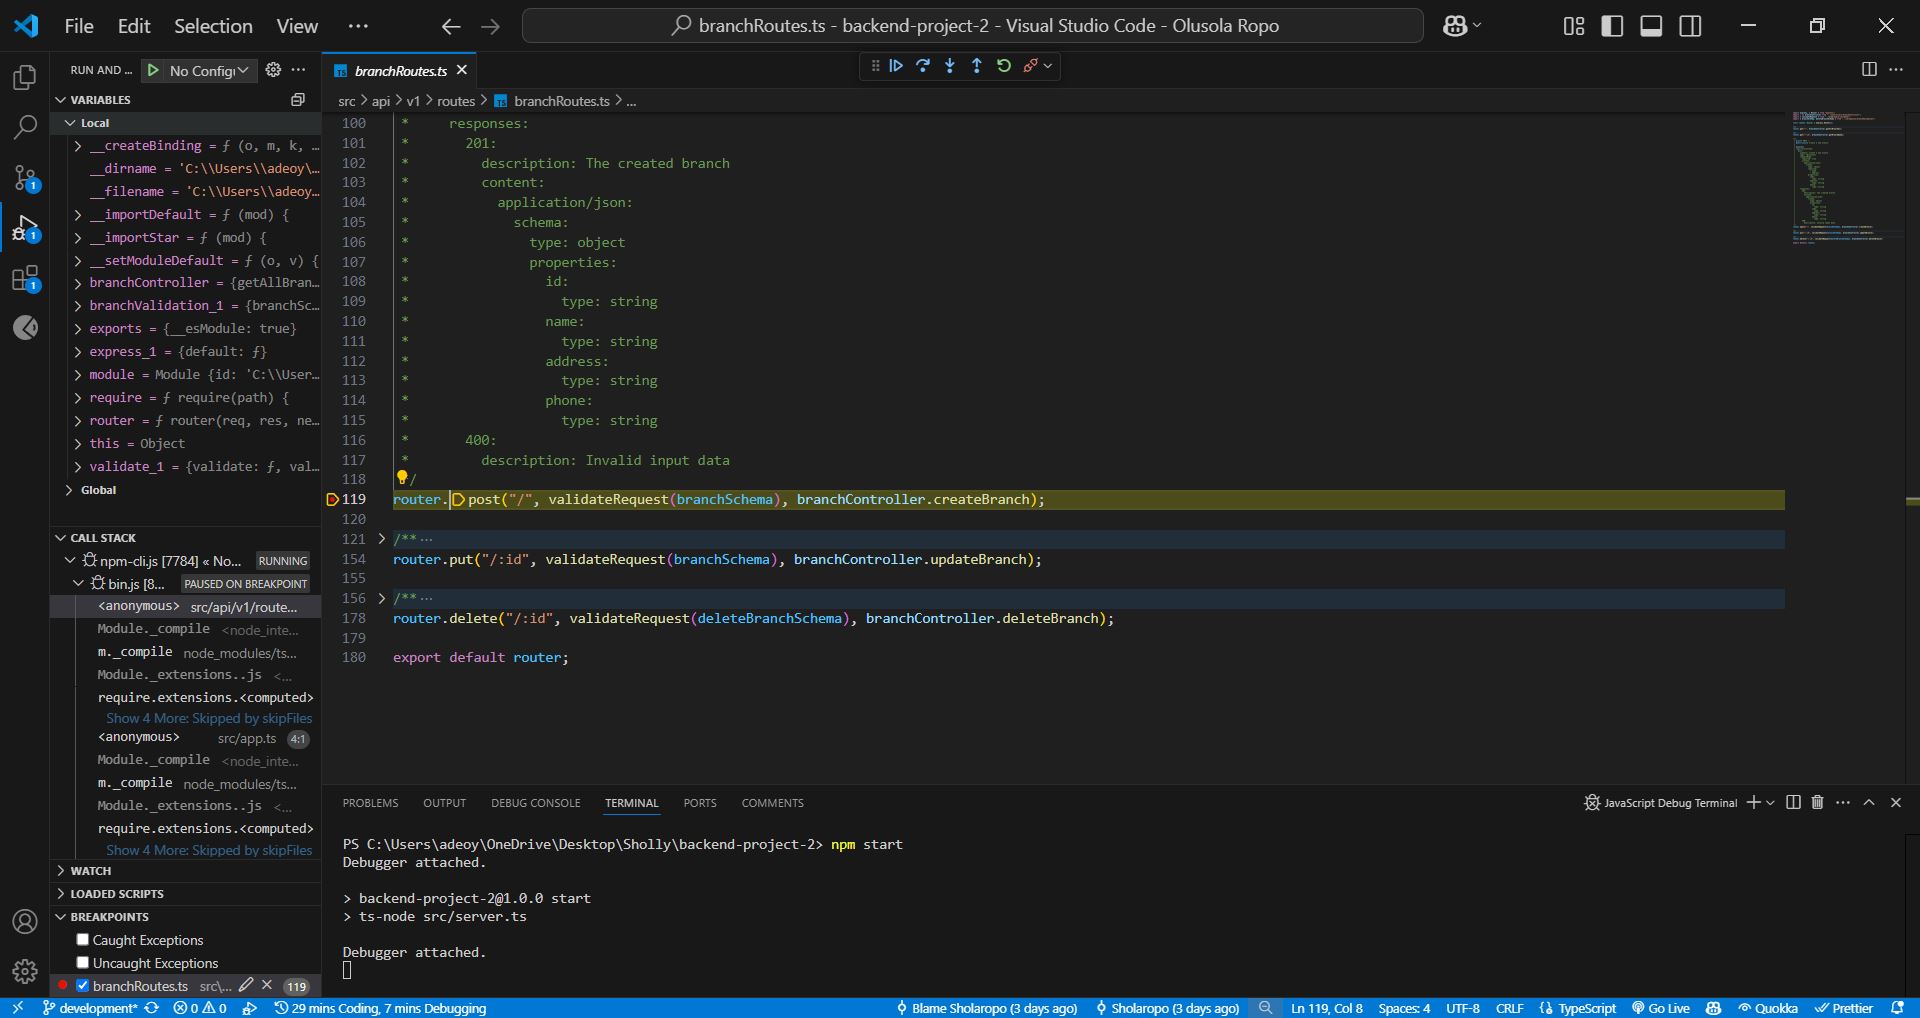 File Edit Selection View ··· branchRoutes.ts - backend-project-2 - Visual Studio Code - Olusola Ropo
RUN AND ... No Config
TS branchRoutes.ts
VARIABLES
src > api > v1 > routes > TS branchRoutes.ts > ...
Local
__createBinding = ƒ (o, m, k, …
__dirname = 'C:\\Users\\adeoy\…
__filename = 'C:\\Users\\adeoy…
__importDefault = ƒ (mod) {
__importStar = ƒ (mod) {
__setModuleDefault = ƒ (o, v) {
branchController = {getAllBran…
branchValidation_1 = {branchSc…
exports = {__esModule: true}
express_1 = {default: ƒ}
module = Module {id: 'C:\\User…
require = ƒ require(path) {
router = ƒ router(req, res, ne…
this = Object
validate_1 = {validate: ƒ, val…
Global
CALL STACK
npm-cli.js [7784] « No... RUNNING
bin.js [8... PAUSED ON BREAKPOINT
<anonymous> src/api/v1/route...
Module._compile <node_inte...
m._compile node_modules/ts...
Module._extensions..js <...
require.extensions.<computed>
Show 4 More: Skipped by skipFiles
<anonymous> src/app.ts 4:1
Module._compile <node_inte...
m._compile node_modules/ts...
Module._extensions..js <...
require.extensions.<computed>
Show 4 More: Skipped by skipFiles
WATCH
LOADED SCRIPTS
BREAKPOINTS
Caught Exceptions
Uncaught Exceptions
branchRoutes.ts src\... 119
100 * responses:
101 * 201:
102 * description: The created branch
103 * content:
104 * application/json:
105 * schema:
106 * type: object
107 * properties:
108 * id:
109 * type: string
110 * name:
111 * type: string
112 * address:
113 * type: string
114 * phone:
115 * type: string
116 * 400:
117 * description: Invalid input data
118 /
119 router.post("/", validateRequest(branchSchema), branchController.createBranch);
120
121 /** ···
154 router.put("/:id", validateRequest(branchSchema), branchController.updateBranch);
155
156 /** ···
178 router.delete("/:id", validateRequest(deleteBranchSchema), branchController.deleteBranch);
179
180 export default router;
PROBLEMS OUTPUT DEBUG CONSOLE TERMINAL PORTS COMMENTS JavaScript Debug Terminal
PS C:\Users\adeoy\OneDrive\Desktop\Sholly\backend-project-2> npm start
Debugger attached.
> backend-project-2@1.0.0 start
> ts-node src/server.ts
Debugger attached.
development* 0 0 29 mins Coding, 7 mins Debugging Blame Sholaropo (3 days ago) Sholaropo (3 days ago) Ln 119, Col 8 Spaces: 4 UTF-8 CRLF {} TypeScript Go Live Quokka Prettier